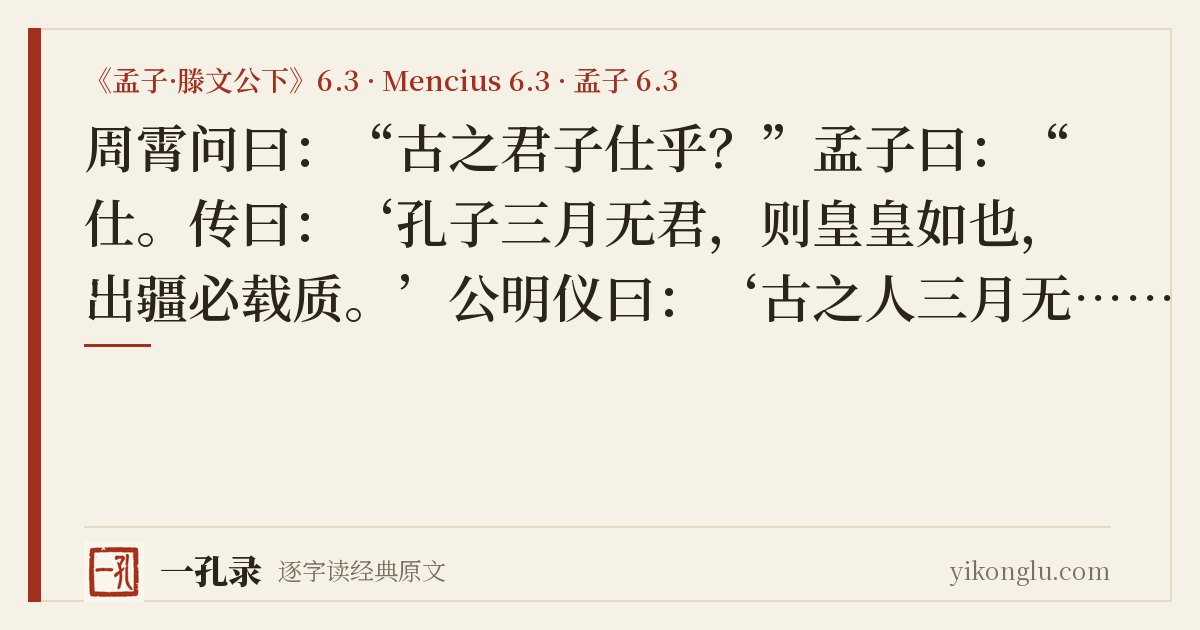 《孟子·滕文公下》6.3 · Mencius 6.3 · 孟子 6.3
周霄问曰：“古之君子仕乎？”孟子曰：“
仕。传曰：‘孔子三月无君，则皇皇如也，
出疆必载质。’公明仪曰：‘古之人三月无……
一孔
一孔录 逐字读经典原文
yikonglu.com